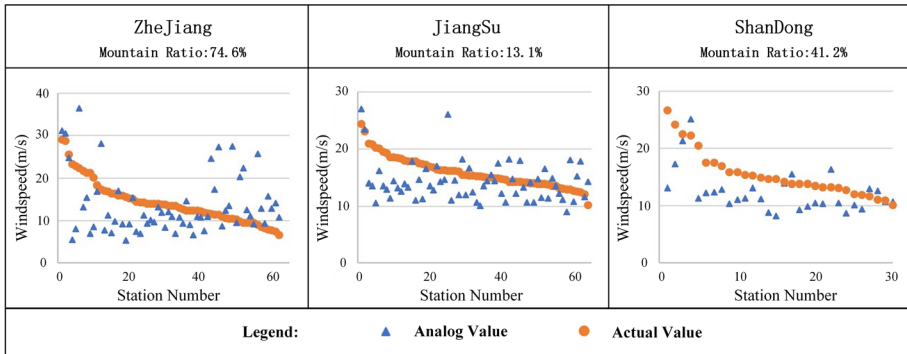 ZheJiang
Mountain Ratio:74.6%
JiangSu
Mountain Ratio:13.1%
ShanDong
Mountain Ratio:41.2%
Windspeed(m/s)
40
30
20
10
0
0
20
40
60
Station Number
Windspeed(m/s)
30
20
10
0
0
20
40
60
Station Number
Windspeed(m/s)
30
20
10
0
0
10
20
30
Station Number
Legend:
Analog Value
Actual Value